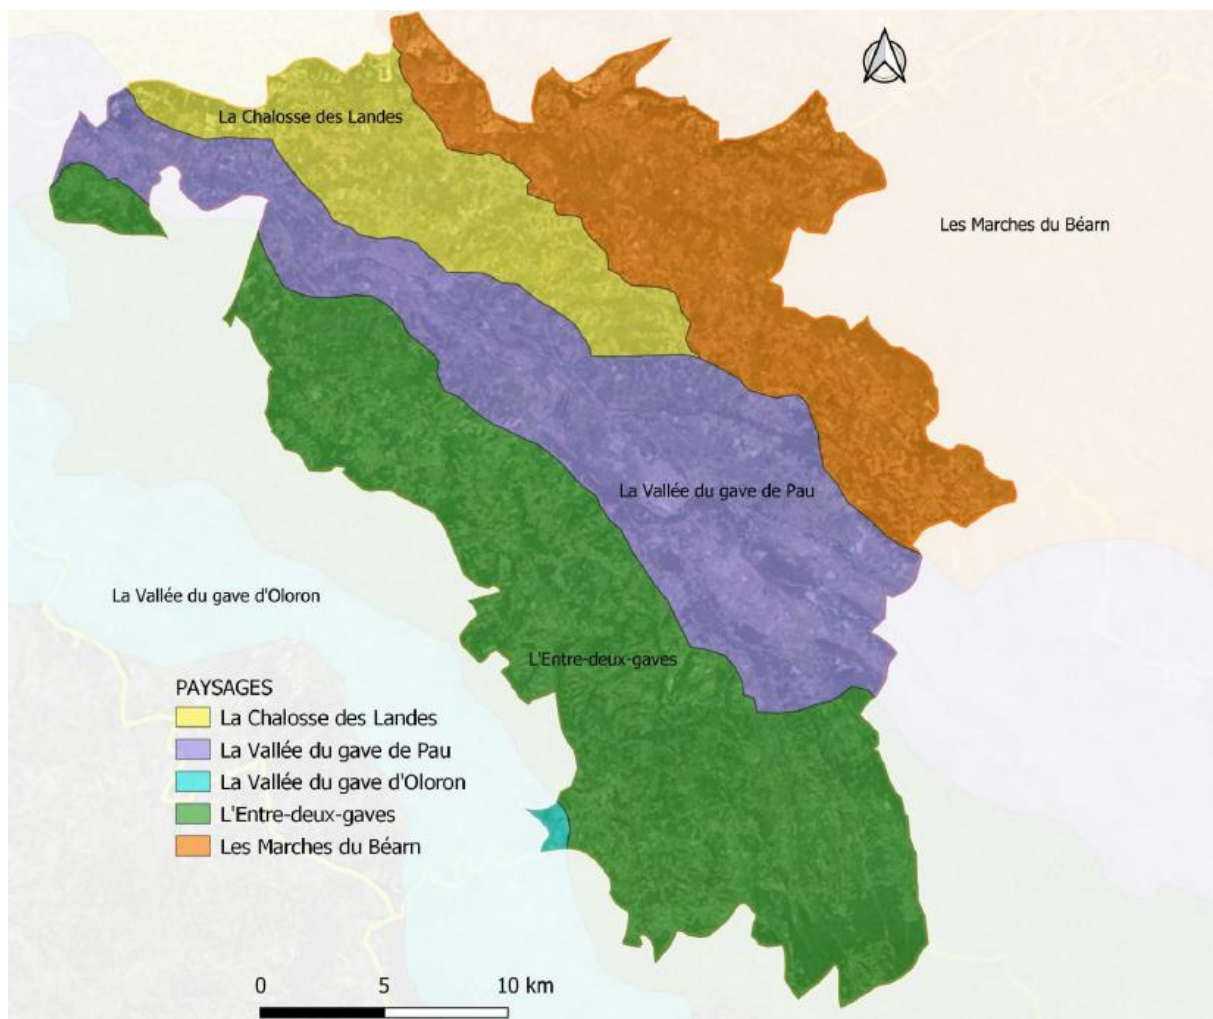 La Chalosse des Landes
Les Marches du Béarn
La Vallée du gave de Pau
La Vallée du gave d'Oloron
L'Entre-deux-gaves
PAYSAGES
La Chalosse des Landes
La Vallée du gave de Pau
La Vallée du gave d'Oloron
L'Entre-deux-gaves
Les Marches du Béarn
0 5 10 km